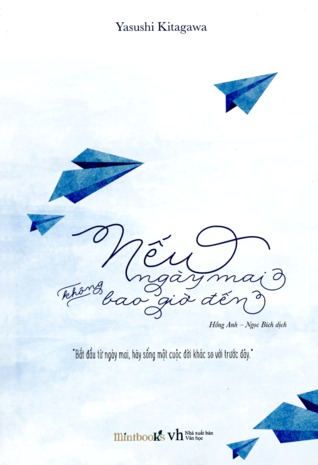 Yasushi Kitagawa
Nếu
ngày mai
không
bao giờ đến
Hồng Anh – Ngọc Bích dịch
"Bắt đầu từ ngày mai, hãy sống một cuộc đời khác so với trước đây."
mintbooks vh Nhà xuất bản
Văn học